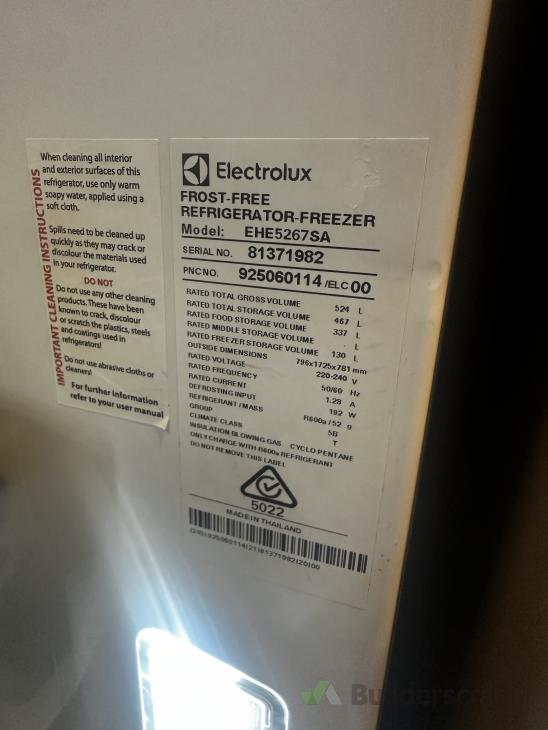 IMPORTANT CLEANING INSTRUCTIONS
When cleaning all interior
and exterior surfaces of this
refrigerator, use only warm
soapy water, applied using a
soft cloth.
Spills need to be cleaned up
quickly as they may crack or
discolour the materials used
in your refrigerator.
DO NOT
Do not use any other cleaning
products. These have been
known to crack, discolour
or scratch the plastics, steels
and coatings used in
refrigerators!
Do not use abrasive cloths or
cleaners!
For further information
refer to your user manual
Electrolux
FROST-FREE
REFRIGERATOR-FREEZER
Model: EHE5267SA
SERIAL NO. 81371982
PNC NO. 925060114 /ELC 00
RATED TOTAL GROSS VOLUME 524 L
RATED TOTAL STORAGE VOLUME 467 L
RATED FOOD STORAGE VOLUME 337 L
RATED MIDDLE STORAGE VOLUME - L
RATED FREEZER STORAGE VOLUME 130 L
OUTSIDE DIMENSIONS 796x1725x781 mm
RATED VOLTAGE 220-240 V
RATED FREQUENCY 50/60 Hz
RATED CURRENT 1.28 A
DEFROSTING INPUT 192 W
REFRIGERANT/MASS R600a/52 g
GROUP 5B
CLIMATE CLASS T
INSULATION BLOWING GAS CYCLO PENTANE
ONLY CHARGE WITH R600a REFRIGERANT
DO NOT REMOVE THIS LABEL
5022
MADE IN THAILAND
(240)925060114(21)81371982(20)00